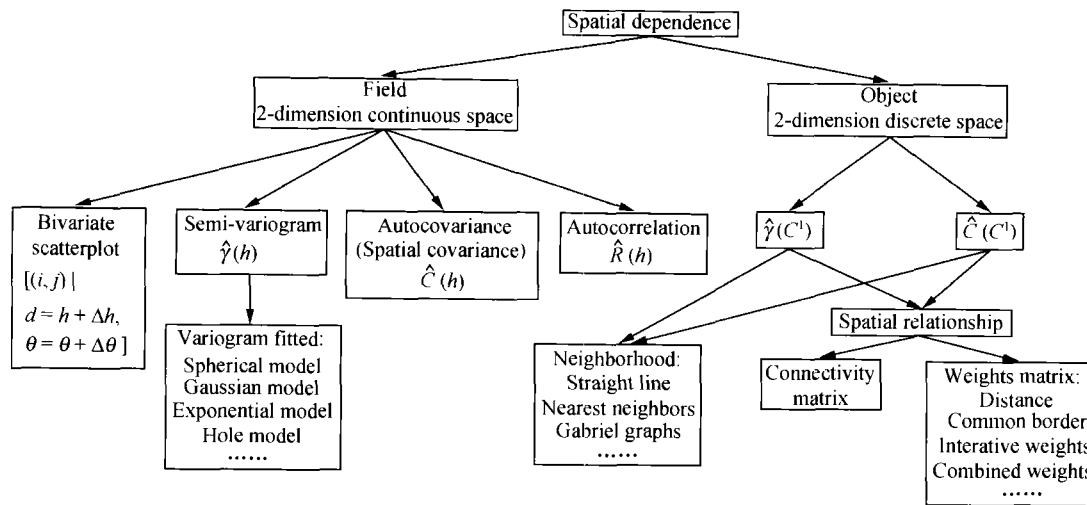 Spatial dependence
Field
2-dimension continuous space
Object
2-dimension discrete space
Bivariate
scatterplot
[(i, j) |
d = h + Δh,
θ = θ + Δθ ]
Semi-variogram
γ̂(h)
Autocovariance
(Spatial covariance)
Ĉ (h)
Autocorrelation
R̂ (h)
γ̂(C¹)
Ĉ (C¹)
Variogram fitted:
Spherical model
Gaussian model
Exponential model
Hole model
……
Neighborhood:
Straight line
Nearest neighbors
Gabriel graphs
……
Spatial relationship
Connectivity
matrix
Weights matrix:
Distance
Common border
Interative weights
Combined weights
……